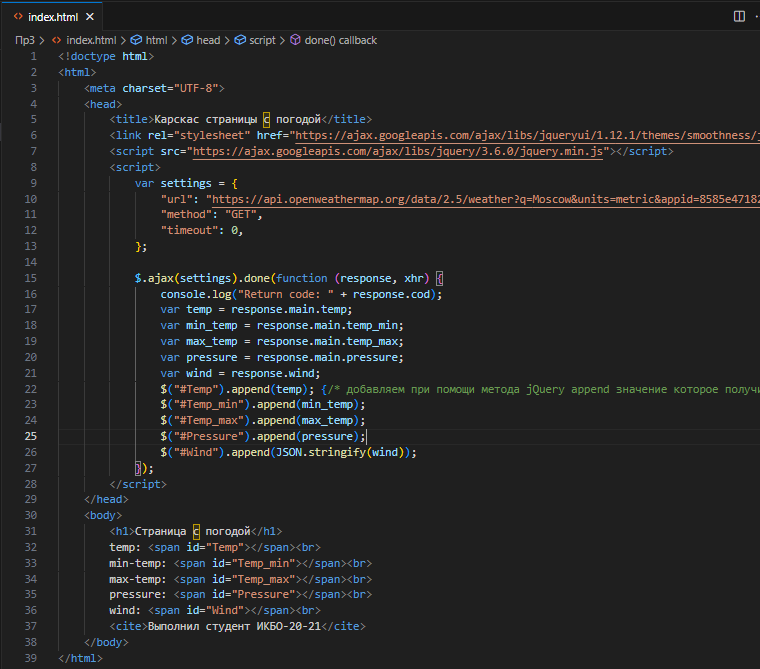 index.html
Пр3 > index.html > html > head > script > done() callback
1 <!doctype html>
2 <html>
3 <meta charset="UTF-8">
4 <head>
5 <title>Карскас страницы с погодой</title>
6 <link rel="stylesheet" href="https://ajax.googleapis.com/ajax/libs/jqueryui/1.12.1/themes/smoothness/j
7 <script src="https://ajax.googleapis.com/ajax/libs/jquery/3.6.0/jquery.min.js"></script>
8 <script>
9 var settings = {
10 "url": "https://api.openweathermap.org/data/2.5/weather?q=Moscow&units=metric&appid=8585e47182
11 "method": "GET",
12 "timeout": 0,
13 };
14
15 $.ajax(settings).done(function (response, xhr) {
16 console.log("Return code: " + response.cod);
17 var temp = response.main.temp;
18 var min_temp = response.main.temp_min;
19 var max_temp = response.main.temp_max;
20 var pressure = response.main.pressure;
21 var wind = response.wind;
22 $("#Temp").append(temp); {/* добавляем при помощи метода jQuery append значение которое получи
23 $("#Temp_min").append(min_temp);
24 $("#Temp_max").append(max_temp);
25 $("#Pressure").append(pressure);
26 $("#Wind").append(JSON.stringify(wind));
27 });
28 </script>
29 </head>
30 <body>
31 <h1>Страница с погодой</h1>
32 temp: <span id="Temp"></span><br>
33 min-temp: <span id="Temp_min"></span><br>
34 max-temp: <span id="Temp_max"></span><br>
35 pressure: <span id="Pressure"></span><br>
36 wind: <span id="Wind"></span><br>
37 <cite>Выполнил студент ИКБО-20-21</cite>
38 </body>
39 </html>